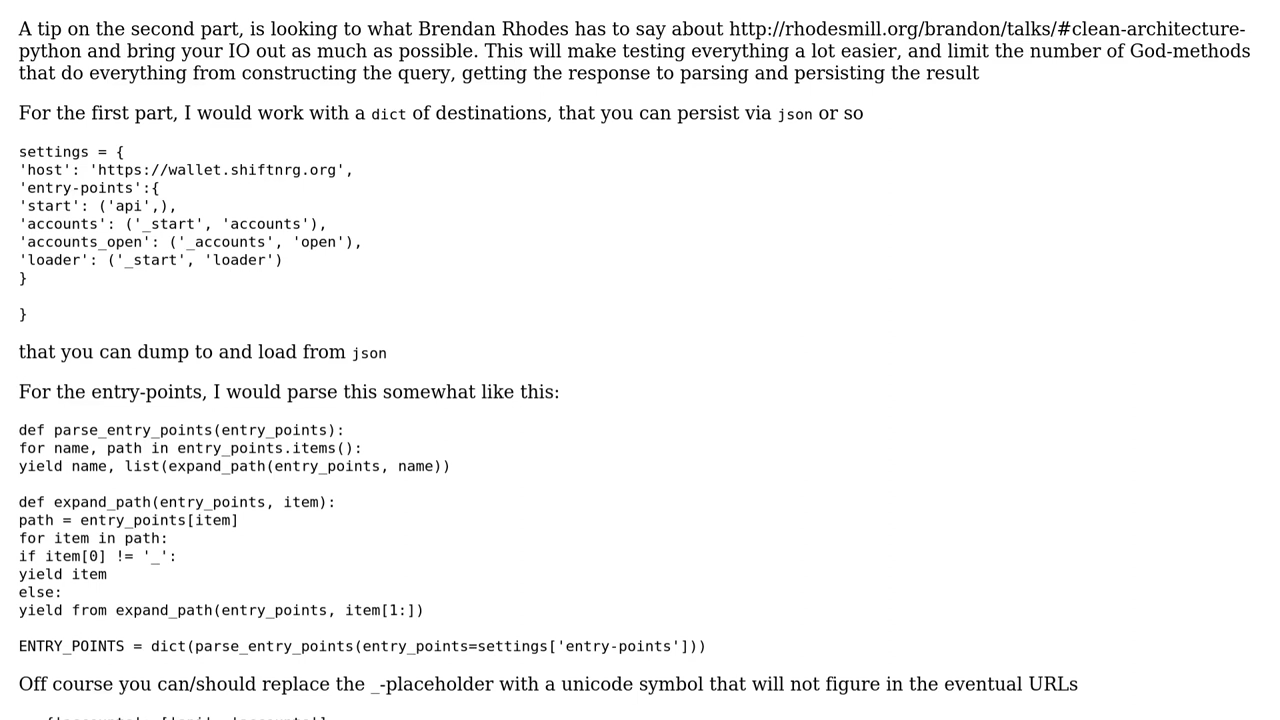 A tip on the second part, is looking to what Brendan Rhodes has to say about http://rhodesmill.org/brandon/talks/#clean-architecture-
python and bring your IO out as much as possible. This will make testing everything a lot easier, and limit the number of God-methods
that do everything from constructing the query, getting the response to parsing and persisting the result
For the first part, I would work with a dict of destinations, that you can persist via json or so
settings = {
'host': 'https://wallet.shiftnrg.org',
'entry-points':{
'start': ('api',),
'accounts': ('_start', 'accounts'),
'accounts_open': ('_accounts', 'open'),
'loader': ('_start', 'loader')
}
}
that you can dump to and load from json
For the entry-points, I would parse this somewhat like this:
def parse_entry_points(entry_points):
for name, path in entry_points.items():
yield name, list(expand_path(entry_points, name))
def expand_path(entry_points, item):
path = entry_points[item]
for item in path:
if item[0] != '_':
yield item
else:
yield from expand_path(entry_points, item[1:])
ENTRY_POINTS = dict(parse_entry_points(entry_points=settings['entry-points']))
Off course you can/should replace the _-placeholder with a unicode symbol that will not figure in the eventual URLs